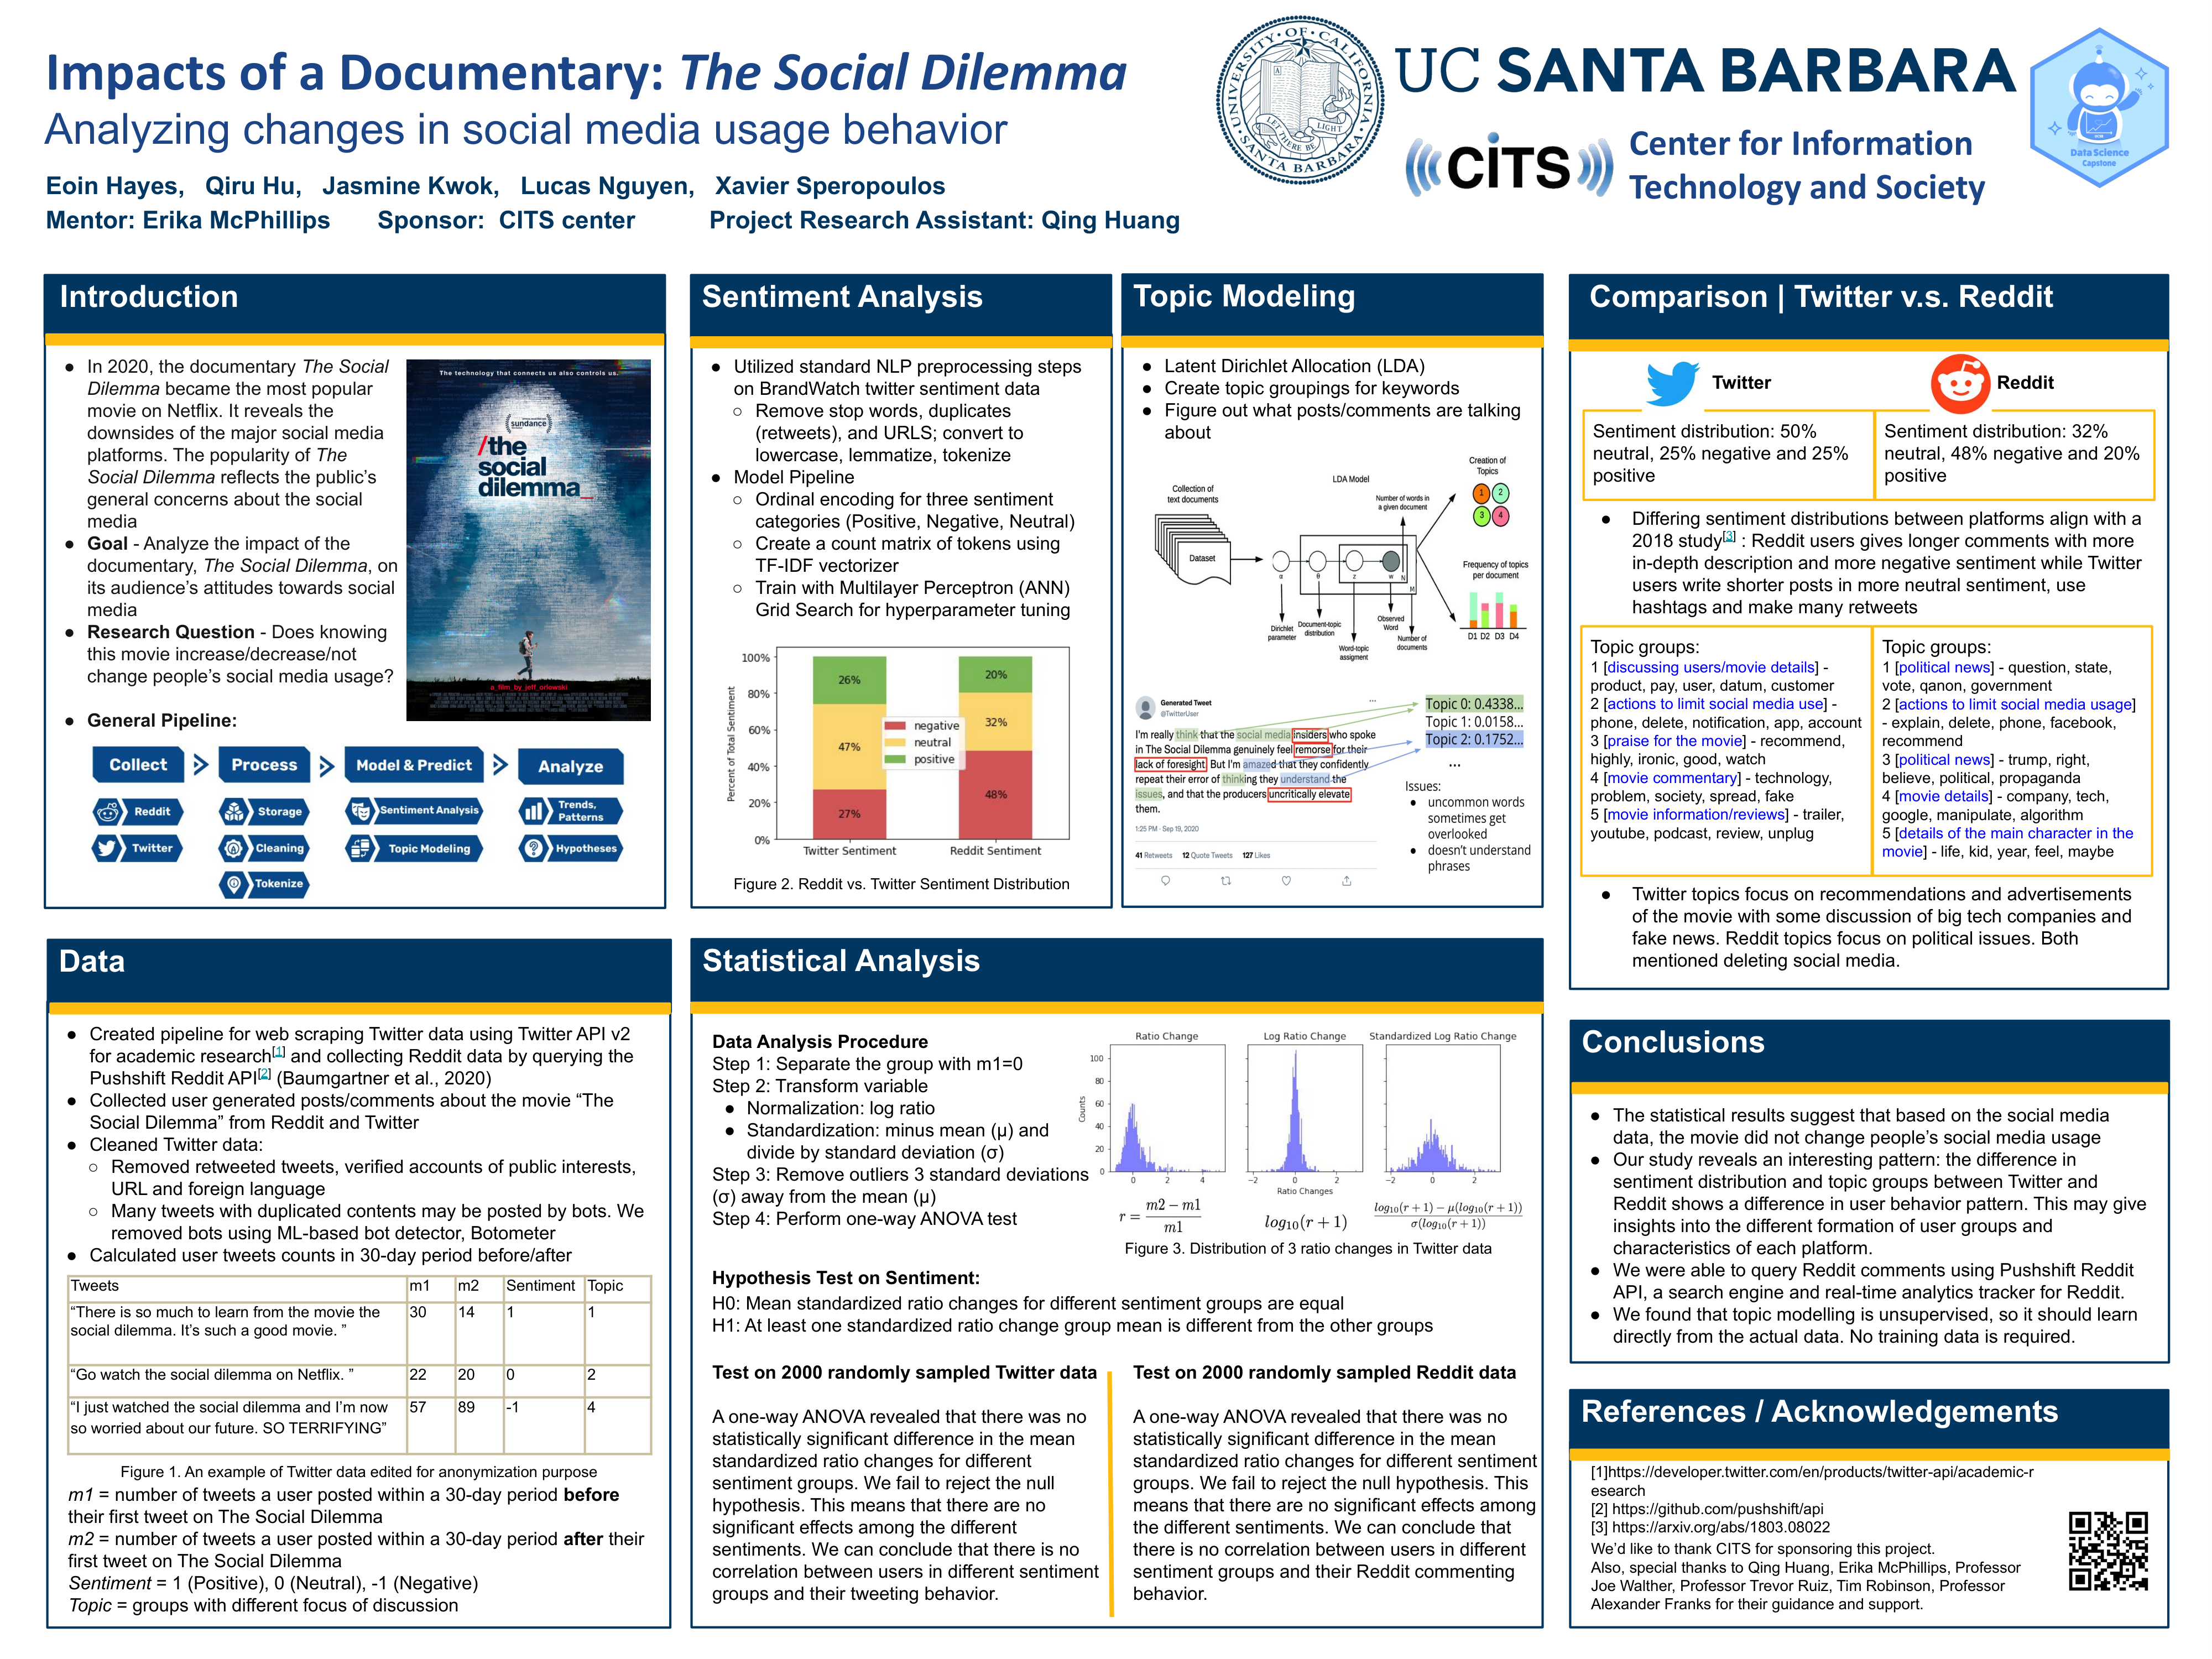 Impacts of a Documentary: The Social Dilemma
Analyzing changes in social media usage behavior
Eoin Hayes, Qiru Hu, Jasmine Kwok, Lucas Nguyen, Xavier Speropoulos
Mentor: Erika McPhillips Sponsor: CITS center Project Research Assistant: Qing Huang
UNIVERSITY OF CALIFORNIA
SANTA BARBARA
LET THERE BE LIGHT
UC SANTA BARBARA
CiTS
Center for Information
Technology and Society
Data Science
Capstone
Introduction
● In 2020, the documentary The Social
Dilemma became the most popular
movie on Netflix. It reveals the
downsides of the major social media
platforms. The popularity of The
Social Dilemma reflects the public's
general concerns about the social
media
● Goal - Analyze the impact of the
documentary, The Social Dilemma, on
its audience's attitudes towards social
media
● Research Question - Does knowing
this movie increase/decrease/not
change people's social media usage?
● General Pipeline:
The technology that connects us also controls us.
sundance
/the
social
dilemma_
a film by jeff orlowski
Collect > Process > Model & Predict > Analyze
Reddit Storage Sentiment Analysis Trends,
Patterns
Twitter Cleaning Topic Modeling Hypotheses
Tokenize
Sentiment Analysis
● Utilized standard NLP preprocessing steps
on BrandWatch twitter sentiment data
○ Remove stop words, duplicates
(retweets), and URLS; convert to
lowercase, lemmatize, tokenize
● Model Pipeline
○ Ordinal encoding for three sentiment
categories (Positive, Negative, Neutral)
○ Create a count matrix of tokens using
TF-IDF vectorizer
○ Train with Multilayer Perceptron (ANN)
Grid Search for hyperparameter tuning
Percent of Total Sentiment
100%
80%
60%
40%
20%
0%
26%
47%
27%
20%
32%
48%
negative
neutral
positive
Twitter Sentiment Reddit Sentiment
Figure 2. Reddit vs. Twitter Sentiment Distribution
Topic Modeling
● Latent Dirichlet Allocation (LDA)
● Create topic groupings for keywords
● Figure out what posts/comments are talking
about
Collection of
text documents
Dataset
LDA Model
Number of words in
a given document
Creation of
Topics
1 2
3 4
α θ z w N
M
Dirichlet
parameter
Document-topic
distribution
Word-topic
assigment
Observed
Word
Number of
documents
Frequency of topics
per document
D1 D2 D3 D4
Generated Tweet
@TwitterUser
...
I'm really think that the social media insiders who spoke
in The Social Dilemma genuinely feel remorse for their
lack of foresight. But I'm amazed that they confidently
repeat their error of thinking they understand the
issues, and that the producers uncritically elevate
them.
1:25 PM · Sep 19, 2020
41 Retweets 12 Quote Tweets 127 Likes
Topic 0: 0.4338...
Topic 1: 0.0158...
Topic 2: 0.1752...
...
Issues:
● uncommon words
sometimes get
overlooked
● doesn't understand
phrases
Comparison | Twitter v.s. Reddit
Twitter
Reddit
Sentiment distribution: 50%
neutral, 25% negative and 25%
positive
Sentiment distribution: 32%
neutral, 48% negative and 20%
positive
● Differing sentiment distributions between platforms align with a
2018 study[3] : Reddit users gives longer comments with more
in-depth description and more negative sentiment while Twitter
users write shorter posts in more neutral sentiment, use
hashtags and make many retweets
Topic groups:
1 [discussing users/movie details] -
product, pay, user, datum, customer
2 [actions to limit social media use] -
phone, delete, notification, app, account
3 [praise for the movie] - recommend,
highly, ironic, good, watch
4 [movie commentary] - technology,
problem, society, spread, fake
5 [movie information/reviews] - trailer,
youtube, podcast, review, unplug
Topic groups:
1 [political news] - question, state,
vote, qanon, government
2 [actions to limit social media usage]
- explain, delete, phone, facebook,
recommend
3 [political news] - trump, right,
believe, political, propaganda
4 [movie details] - company, tech,
google, manipulate, algorithm
5 [details of the main character in the
movie] - life, kid, year, feel, maybe
● Twitter topics focus on recommendations and advertisements
of the movie with some discussion of big tech companies and
fake news. Reddit topics focus on political issues. Both
mentioned deleting social media.
Data
● Created pipeline for web scraping Twitter data using Twitter API v2
for academic research[1] and collecting Reddit data by querying the
Pushshift Reddit API[2] (Baumgartner et al., 2020)
● Collected user generated posts/comments about the movie “The
Social Dilemma” from Reddit and Twitter
● Cleaned Twitter data:
○ Removed retweeted tweets, verified accounts of public interests,
URL and foreign language
○ Many tweets with duplicated contents may be posted by bots. We
removed bots using ML-based bot detector, Botometer
● Calculated user tweets counts in 30-day period before/after
Tweets m1 m2 Sentiment Topic
“There is so much to learn from the movie the
social dilemma. It's such a good movie. ” 30 14 1 1
“Go watch the social dilemma on Netflix. ” 22 20 0 2
“I just watched the social dilemma and I'm now
so worried about our future. SO TERRIFYING” 57 89 -1 4
Figure 1. An example of Twitter data edited for anonymization purpose
m1 = number of tweets a user posted within a 30-day period before
their first tweet on The Social Dilemma
m2 = number of tweets a user posted within a 30-day period after their
first tweet on The Social Dilemma
Sentiment = 1 (Positive), 0 (Neutral), -1 (Negative)
Topic = groups with different focus of discussion
Statistical Analysis
Data Analysis Procedure
Step 1: Separate the group with m1=0
Step 2: Transform variable
● Normalization: log ratio
● Standardization: minus mean (μ) and
divide by standard deviation (σ)
Step 3: Remove outliers 3 standard deviations
(σ) away from the mean (μ)
Step 4: Perform one-way ANOVA test
Ratio Change Log Ratio Change Standardized Log Ratio Change
Counts
100
80
60
40
20
0
0 2 4
−2 0 2
−2 0 2
Ratio Changes
r = (m2 − m1)/m1
log10(r + 1)
(log10(r + 1) − μ(log10(r + 1)))/σ(log10(r + 1))
Figure 3. Distribution of 3 ratio changes in Twitter data
Hypothesis Test on Sentiment:
H0: Mean standardized ratio changes for different sentiment groups are equal
H1: At least one standardized ratio change group mean is different from the other groups
Test on 2000 randomly sampled Twitter data
A one-way ANOVA revealed that there was no
statistically significant difference in the mean
standardized ratio changes for different
sentiment groups. We fail to reject the null
hypothesis. This means that there are no
significant effects among the different
sentiments. We can conclude that there is no
correlation between users in different sentiment
groups and their tweeting behavior.
Test on 2000 randomly sampled Reddit data
A one-way ANOVA revealed that there was no
statistically significant difference in the mean
standardized ratio changes for different sentiment
groups. We fail to reject the null hypothesis. This
means that there are no significant effects among
the different sentiments. We can conclude that
there is no correlation between users in different
sentiment groups and their Reddit commenting
behavior.
Conclusions
● The statistical results suggest that based on the social media
data, the movie did not change people's social media usage
● Our study reveals an interesting pattern: the difference in
sentiment distribution and topic groups between Twitter and
Reddit shows a difference in user behavior pattern. This may give
insights into the different formation of user groups and
characteristics of each platform.
● We were able to query Reddit comments using Pushshift Reddit
API, a search engine and real-time analytics tracker for Reddit.
● We found that topic modelling is unsupervised, so it should learn
directly from the actual data. No training data is required.
References / Acknowledgements
[1]https://developer.twitter.com/en/products/twitter-api/academic-r
esearch
[2] https://github.com/pushshift/api
[3] https://arxiv.org/abs/1803.08022
We'd like to thank CITS for sponsoring this project.
Also, special thanks to Qing Huang, Erika McPhillips, Professor
Joe Walther, Professor Trevor Ruiz, Tim Robinson, Professor
Alexander Franks for their guidance and support.